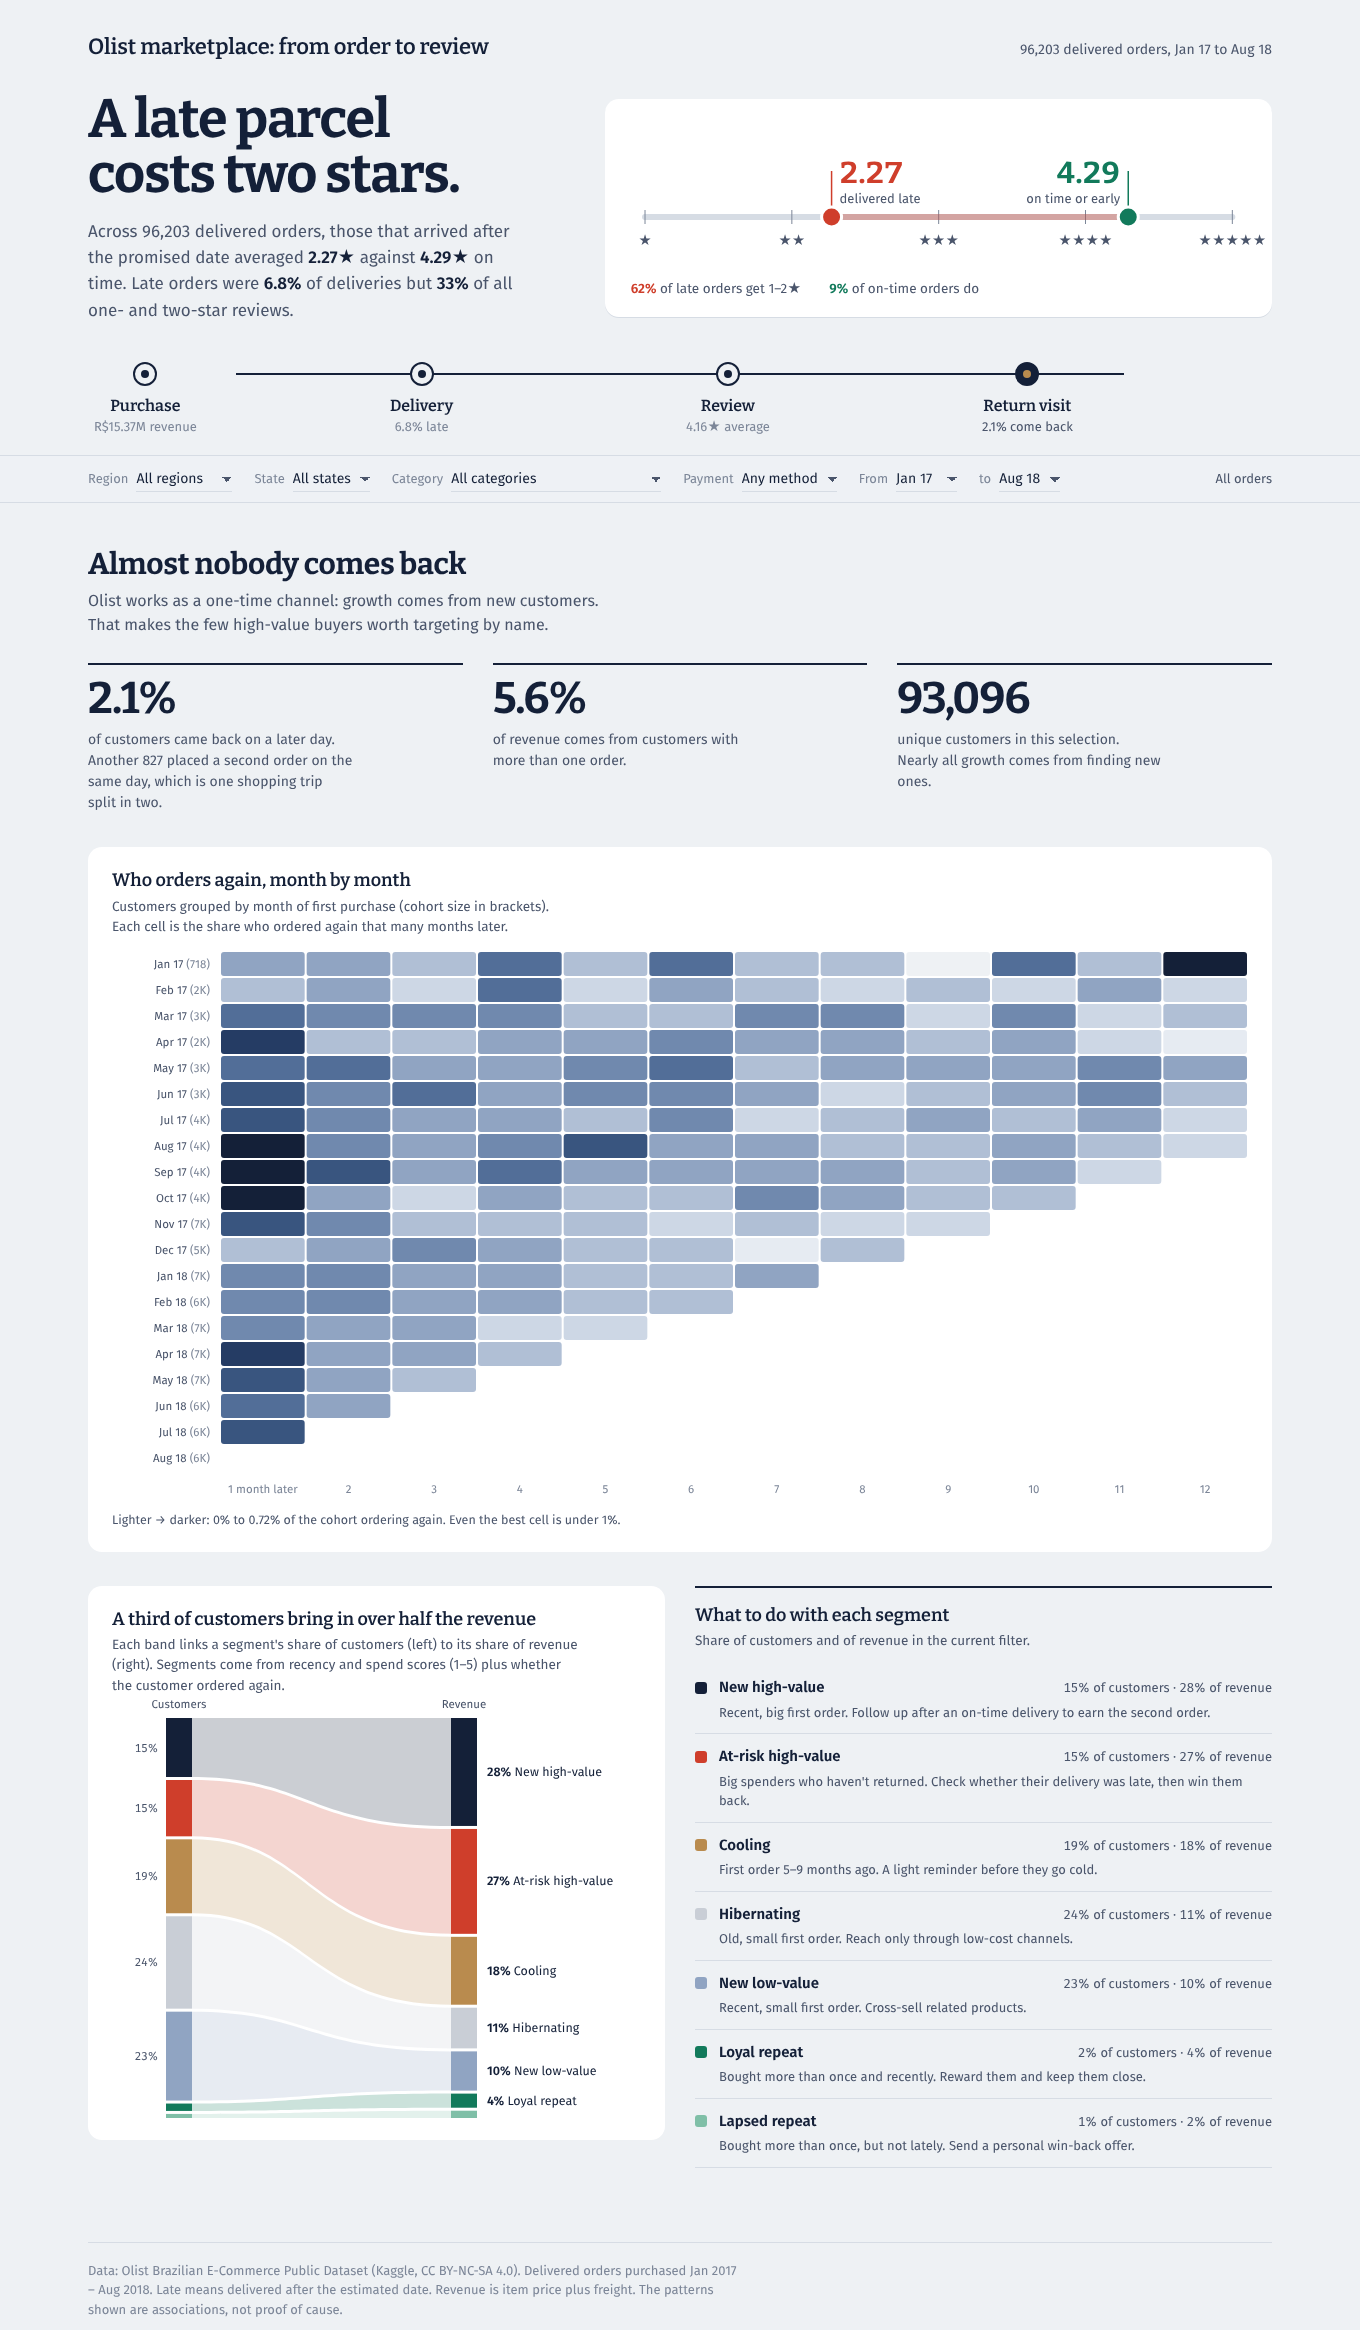 Olist marketplace: from order to review
96,203 delivered orders, Jan 17 to Aug 18
A late parcel
costs two stars.
Across 96,203 delivered orders, those that arrived after
the promised date averaged 2.27★ against 4.29★ on
time. Late orders were 6.8% of deliveries but 33% of all
one- and two-star reviews.
2.27
delivered late
4.29
on time or early
★
★★
★★★
★★★★
★★★★★
62% of late orders get 1–2★
9% of on-time orders do
Purchase
R$15.37M revenue
Delivery
6.8% late
Review
4.16★ average
Return visit
2.1% come back
Region All regions
State All states
Category All categories
Payment Any method
From Jan 17
to Aug 18
All orders
Almost nobody comes back
Olist works as a one-time channel: growth comes from new customers.
That makes the few high-value buyers worth targeting by name.
2.1%
of customers came back on a later day.
Another 827 placed a second order on the
same day, which is one shopping trip
split in two.
5.6%
of revenue comes from customers with
more than one order.
93,096
unique customers in this selection.
Nearly all growth comes from finding new
ones.
Who orders again, month by month
Customers grouped by month of first purchase (cohort size in brackets).
Each cell is the share who ordered again that many months later.
Jan 17 (718)
Feb 17 (2K)
Mar 17 (3K)
Apr 17 (2K)
May 17 (3K)
Jun 17 (3K)
Jul 17 (4K)
Aug 17 (4K)
Sep 17 (4K)
Oct 17 (4K)
Nov 17 (7K)
Dec 17 (5K)
Jan 18 (7K)
Feb 18 (6K)
Mar 18 (7K)
Apr 18 (7K)
May 18 (7K)
Jun 18 (6K)
Jul 18 (6K)
Aug 18 (6K)
1 month later 2 3 4 5 6 7 8 9 10 11 12
Lighter → darker: 0% to 0.72% of the cohort ordering again. Even the best cell is under 1%.
A third of customers bring in over half the revenue
Each band links a segment's share of customers (left) to its share of revenue
(right). Segments come from recency and spend scores (1–5) plus whether
the customer ordered again.
Customers
Revenue
15%
15%
19%
24%
23%
28% New high-value
27% At-risk high-value
18% Cooling
11% Hibernating
10% New low-value
4% Loyal repeat
What to do with each segment
Share of customers and of revenue in the current filter.
New high-value
15% of customers · 28% of revenue
Recent, big first order. Follow up after an on-time delivery to earn the second order.
At-risk high-value
15% of customers · 27% of revenue
Big spenders who haven't returned. Check whether their delivery was late, then win them
back.
Cooling
19% of customers · 18% of revenue
First order 5–9 months ago. A light reminder before they go cold.
Hibernating
24% of customers · 11% of revenue
Old, small first order. Reach only through low-cost channels.
New low-value
23% of customers · 10% of revenue
Recent, small first order. Cross-sell related products.
Loyal repeat
2% of customers · 4% of revenue
Bought more than once and recently. Reward them and keep them close.
Lapsed repeat
1% of customers · 2% of revenue
Bought more than once, but not lately. Send a personal win-back offer.
Data: Olist Brazilian E-Commerce Public Dataset (Kaggle, CC BY-NC-SA 4.0). Delivered orders purchased Jan 2017
– Aug 2018. Late means delivered after the estimated date. Revenue is item price plus freight. The patterns
shown are associations, not proof of cause.